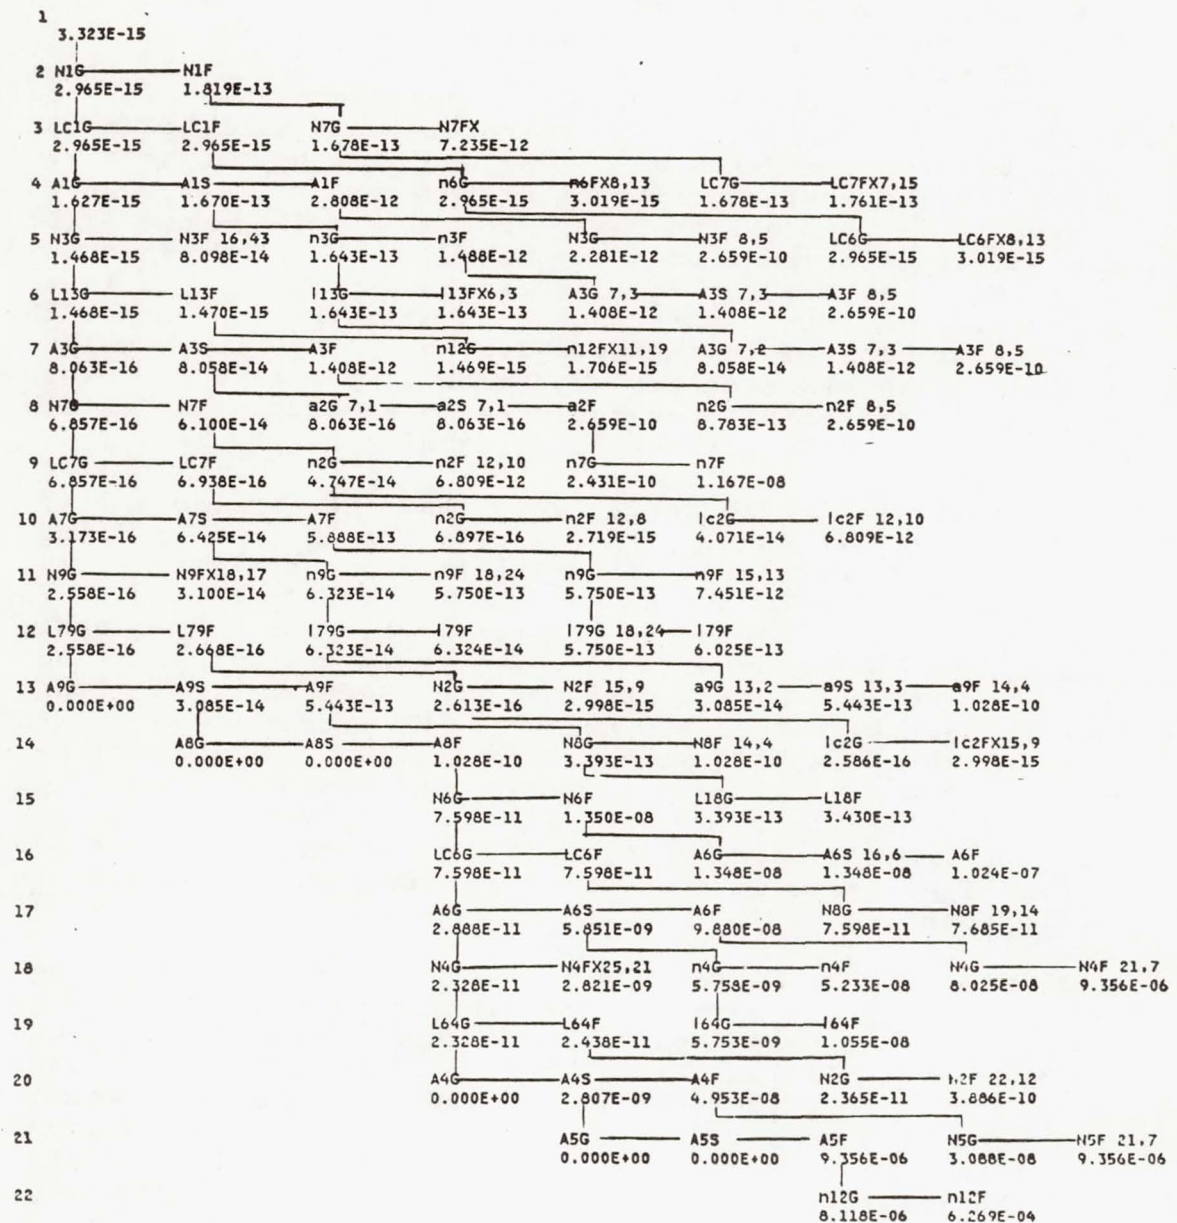 1
3.323E-15
2 N1G N1F
2.965E-15 1.819E-13
3 LC1G LC1F N7G N7FX
2.965E-15 2.965E-15 1.678E-13 7.235E-12
4 A1G A1S A1F n6G n6FX8,13 LC7G LC7FX7,15
1.627E-15 1.670E-13 2.808E-12 2.965E-15 3.019E-15 1.678E-13 1.761E-13
5 N3G N3F 16,43 n3G n3F N3G N3F 8,5 LC6G LC6FX8,13
1.468E-15 8.098E-14 1.643E-13 1.488E-12 2.281E-12 2.659E-10 2.965E-15 3.019E-15
6 L13G L13F l13G l13FX6,3 A3G 7,3 A3S 7,3 A3F 8,5
1.468E-15 1.470E-15 1.643E-13 1.643E-13 1.408E-12 1.408E-12 2.659E-10
7 A3G A3S A3F n12G n12FX11,19 A3G 7,2 A3S 7,3 A3F 8,5
8.063E-16 8.058E-14 1.408E-12 1.469E-15 1.706E-15 8.058E-14 1.408E-12 2.659E-10
8 N7G N7F a2G 7,1 a2S 7,1 a2F n2G n2F 8,5
6.857E-16 6.100E-14 8.063E-16 8.063E-16 2.659E-10 8.783E-13 2.659E-10
9 LC7G LC7F n2G n2F 12,10 n7G n7F
6.857E-16 6.938E-16 4.747E-14 6.809E-12 2.431E-10 1.167E-08
10 A7G A7S A7F n2G n2F 12,8 lc2G lc2F 12,10
3.173E-16 6.425E-14 5.888E-13 6.897E-16 2.719E-15 4.071E-14 6.809E-12
11 N9G N9FX18,17 n9G n9F 18,24 n9G n9F 15,13
2.558E-16 3.100E-14 6.323E-14 5.750E-13 5.750E-13 7.451E-12
12 L79G L79F l79G l79F l79G 18,24 l79F
2.558E-16 2.668E-16 6.323E-14 6.324E-14 5.750E-13 6.025E-13
13 A9G A9S A9F N2G N2F 15,9 a9G 13,2 a9S 13,3 a9F 14,4
0.000E+00 3.085E-14 5.443E-13 2.613E-16 2.998E-15 3.085E-14 5.443E-13 1.028E-10
14 A8G A8S A8F N8G N8F 14,4 lc2G lc2FX15,9
0.000E+00 0.000E+00 1.028E-10 3.393E-13 1.028E-10 2.586E-16 2.998E-15
15 N6G N6F L18G L18F
7.598E-11 1.350E-08 3.393E-13 3.430E-13
16 LC6G LC6F A6G A6S 16,6 A6F
7.598E-11 7.598E-11 1.348E-08 1.348E-08 1.024E-07
17 A6G A6S A6F N8G N8F 19,14
2.888E-11 5.851E-09 9.880E-08 7.598E-11 7.685E-11
18 N4G N4FX25,21 n4G n4F N4G N4F 21,7
2.328E-11 2.821E-09 5.758E-09 5.233E-08 8.025E-08 9.356E-06
19 L64G L64F l64G l64F
2.328E-11 2.438E-11 5.753E-09 1.055E-08
20 A4G A4S A4F N2G N2F 22,12
0.000E+00 2.807E-09 4.953E-08 2.365E-11 3.886E-10
21 A5G A5S A5F N5G N5F 21,7
0.000E+00 0.000E+00 9.356E-06 3.088E-08 9.356E-06
22 n12G n12F
8.118E-06 6.269E-04